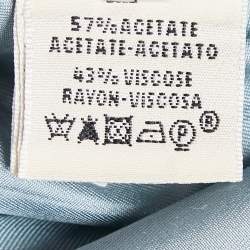 57% ACETATE
ACETATE-ACETATO
43% VISCOSE
RAYON-VISCOSA
P ®